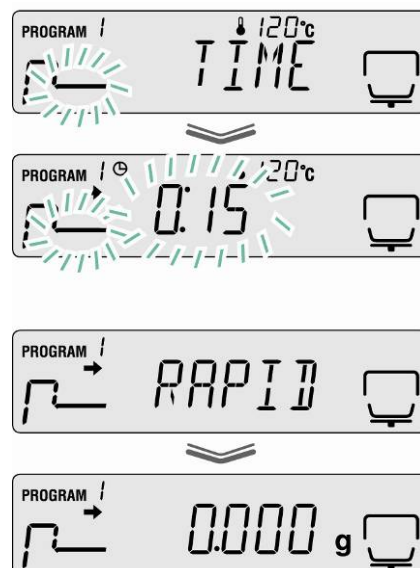 PROGRAM 1 120°C
TIME
PROGRAM 1 120°C
0:15
PROGRAM 1
RAPID
PROGRAM 1
0.000 g